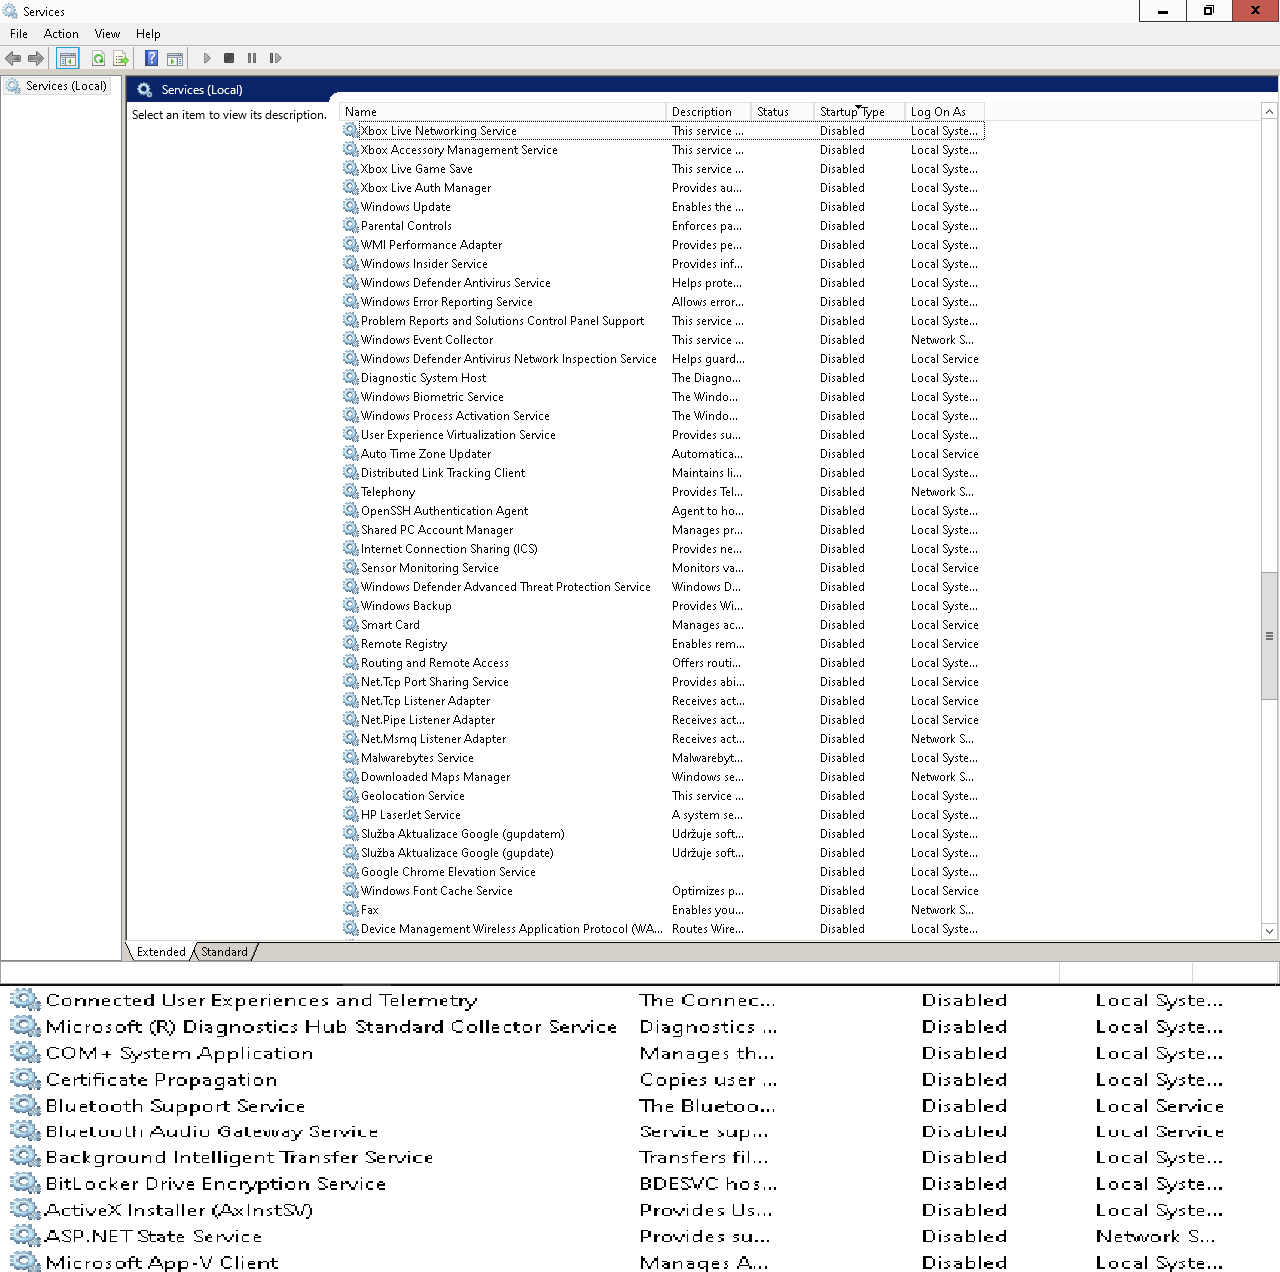 Services
File Action View Help
Services (Local)
Services (Local)
Select an item to view its description.
Name Description Status Startup Type Log On As
Xbox Live Networking Service This service ... Disabled Local Syste...
Xbox Accessory Management Service This service ... Disabled Local Syste...
Xbox Live Game Save This service ... Disabled Local Syste...
Xbox Live Auth Manager Provides au... Disabled Local Syste...
Windows Update Enables the ... Disabled Local Syste...
Parental Controls Enforces pa... Disabled Local Syste...
WMI Performance Adapter Provides pe... Disabled Local Syste...
Windows Insider Service Provides inf... Disabled Local Syste...
Windows Defender Antivirus Service Helps prote... Disabled Local Syste...
Windows Error Reporting Service Allows error... Disabled Local Syste...
Problem Reports and Solutions Control Panel Support This service ... Disabled Local Syste...
Windows Event Collector This service ... Disabled Network S...
Windows Defender Antivirus Network Inspection Service Helps guard... Disabled Local Service
Diagnostic System Host The Diagno... Disabled Local Syste...
Windows Biometric Service The Windo... Disabled Local Syste...
Windows Process Activation Service The Windo... Disabled Local Syste...
User Experience Virtualization Service Provides su... Disabled Local Syste...
Auto Time Zone Updater Automatica... Disabled Local Service
Distributed Link Tracking Client Maintains li... Disabled Local Syste...
Telephony Provides Tel... Disabled Network S...
OpenSSH Authentication Agent Agent to ho... Disabled Local Syste...
Shared PC Account Manager Manages pr... Disabled Local Syste...
Internet Connection Sharing (ICS) Provides ne... Disabled Local Syste...
Sensor Monitoring Service Monitors va... Disabled Local Service
Windows Defender Advanced Threat Protection Service Windows D... Disabled Local Syste...
Windows Backup Provides Wi... Disabled Local Syste...
Smart Card Manages ac... Disabled Local Service
Remote Registry Enables rem... Disabled Local Service
Routing and Remote Access Offers routi... Disabled Local Syste...
Net.Tcp Port Sharing Service Provides abi... Disabled Local Service
Net.Tcp Listener Adapter Receives act... Disabled Local Service
Net.Pipe Listener Adapter Receives act... Disabled Local Service
Net.Msmq Listener Adapter Receives act... Disabled Network S...
Malwarebytes Service Malwarebyt... Disabled Local Syste...
Downloaded Maps Manager Windows se... Disabled Network S...
Geolocation Service This service ... Disabled Local Syste...
HP LaserJet Service A system se... Disabled Local Syste...
Služba Aktualizace Google (gupdatem) Udržuje soft... Disabled Local Syste...
Služba Aktualizace Google (gupdate) Udržuje soft... Disabled Local Syste...
Google Chrome Elevation Service Disabled Local Syste...
Windows Font Cache Service Optimizes p... Disabled Local Service
Fax Enables you... Disabled Network S...
Device Management Wireless Application Protocol (WA... Routes Wire... Disabled Local Syste...
Extended Standard
Connected User Experiences and Telemetry The Connec... Disabled Local Syste...
Microsoft (R) Diagnostics Hub Standard Collector Service Diagnostics ... Disabled Local Syste...
COM+ System Application Manages th... Disabled Local Syste...
Certificate Propagation Copies user ... Disabled Local Syste...
Bluetooth Support Service The Bluetoo... Disabled Local Service
Bluetooth Audio Gateway Service Service sup... Disabled Local Service
Background Intelligent Transfer Service Transfers fil... Disabled Local Syste...
BitLocker Drive Encryption Service BDESVC hos... Disabled Local Syste...
ActiveX Installer (AxInstSV) Provides Us... Disabled Local Syste...
ASP.NET State Service Provides su... Disabled Network S...
Microsoft App-V Client Manages A... Disabled Local Syste...